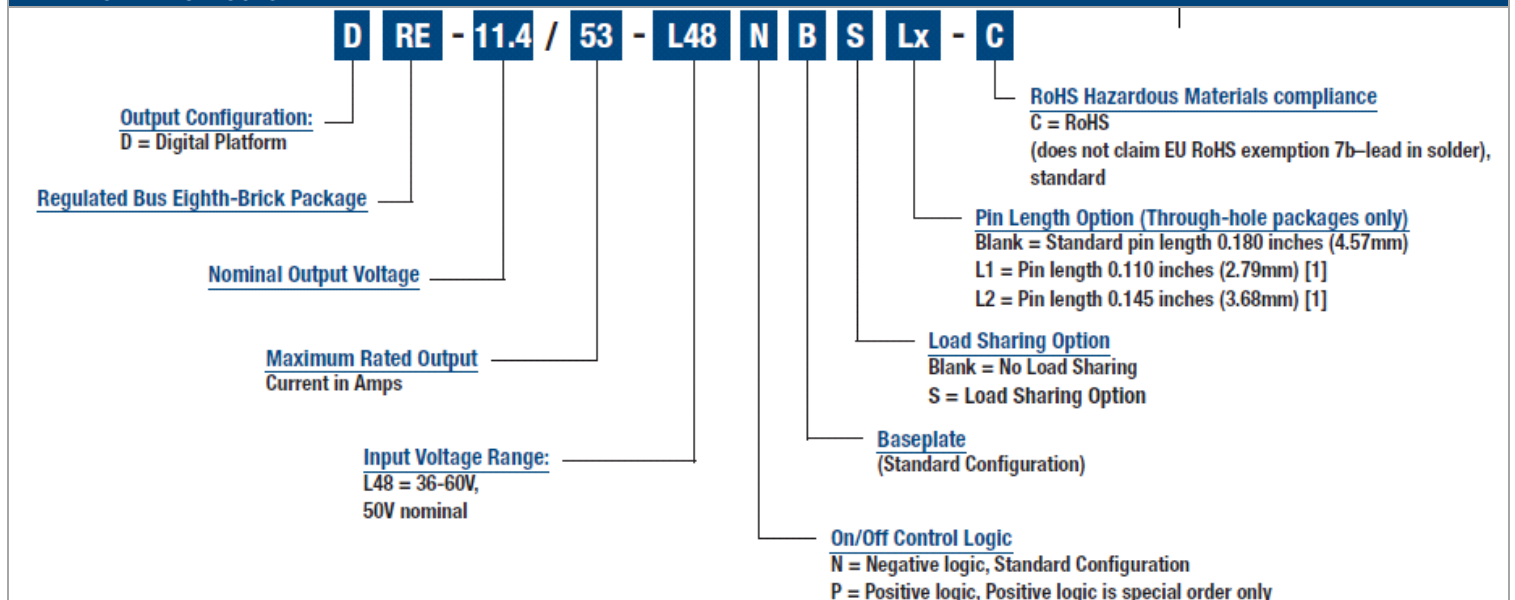 D RE - 11.4 / 53 - L48 N B S Lx - C
Output Configuration:
D = Digital Platform
Regulated Bus Eighth-Brick Package
Nominal Output Voltage
Maximum Rated Output
Current in Amps
Input Voltage Range:
L48 = 36-60V,
50V nominal
RoHS Hazardous Materials compliance
C = RoHS
(does not claim EU RoHS exemption 7b–lead in solder),
standard
Pin Length Option (Through-hole packages only)
Blank = Standard pin length 0.180 inches (4.57mm)
L1 = Pin length 0.110 inches (2.79mm) [1]
L2 = Pin length 0.145 inches (3.68mm) [1]
Load Sharing Option
Blank = No Load Sharing
S = Load Sharing Option
Baseplate
(Standard Configuration)
On/Off Control Logic
N = Negative logic, Standard Configuration
P = Positive logic, Positive logic is special order only